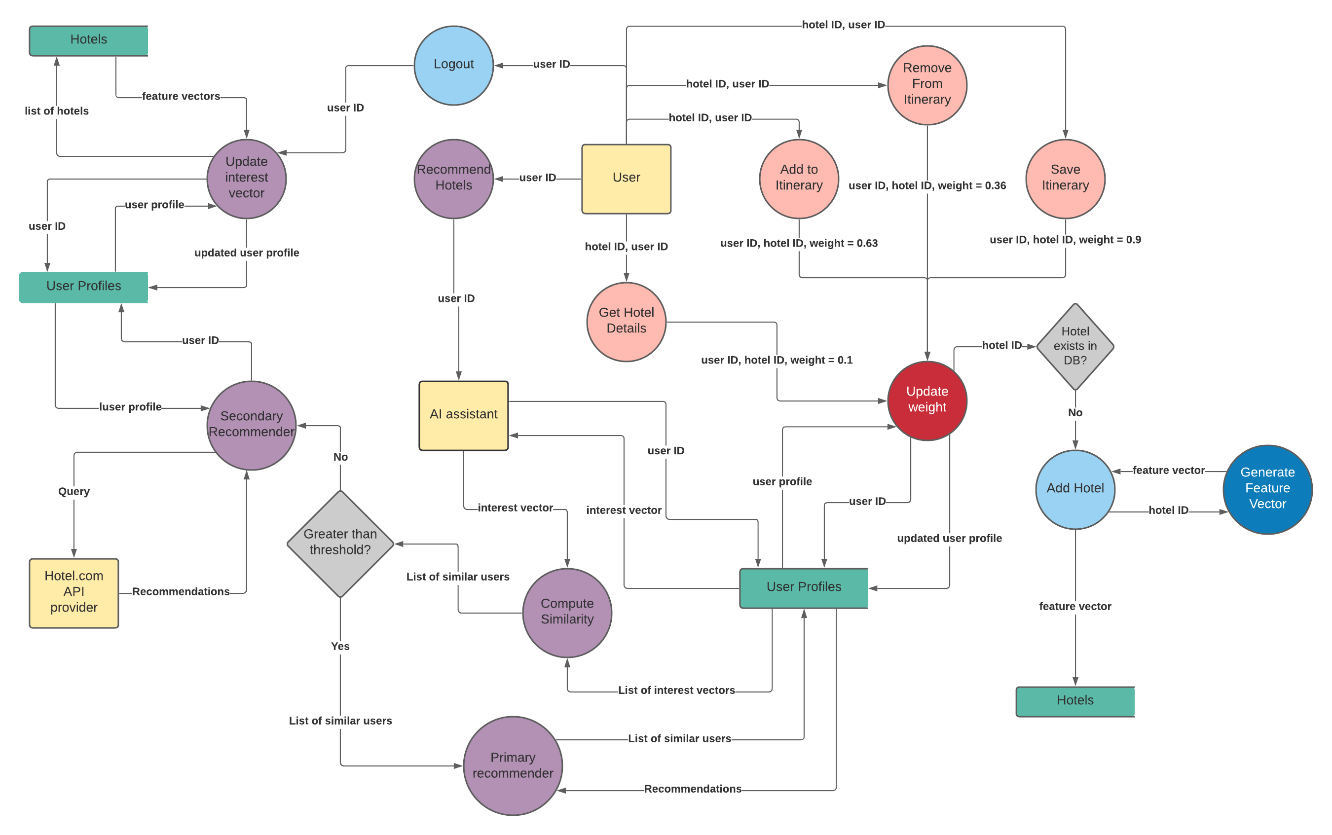 hotel ID, user ID
Hotels
Logout
user ID
Remove
From
Itinerary
hotel ID, user ID
feature vectors
list of hotels
user ID
hotel ID, user ID
Update
interest
vector
Recommend
Hotels
user ID
User
Add to
Itinerary
user ID, hotel ID, weight = 0.36
Save
Itinerary
user profile
user ID
updated user profile
hotel ID, user ID
user ID, hotel ID, weight = 0.63
user ID, hotel ID, weight = 0.9
User Profiles
user ID
Get Hotel
Details
user ID
user ID, hotel ID, weight = 0.1
hotel ID
Hotel
exists in
DB?
luser profile
Secondary
Recommender
AI assistant
Update
weight
No
No
user ID
Query
user profile
feature vector
Generate
Feature
Vector
Add Hotel
interest vector
interest vector
user ID
hotel ID
Greater than
threshold?
updated user profile
Hotel.com
API
provider
Recommendations
List of similar users
Compute
Similarity
User Profiles
feature vector
Yes
List of interest vectors
Hotels
List of similar users
List of similar users
Primary
recommender
Recommendations